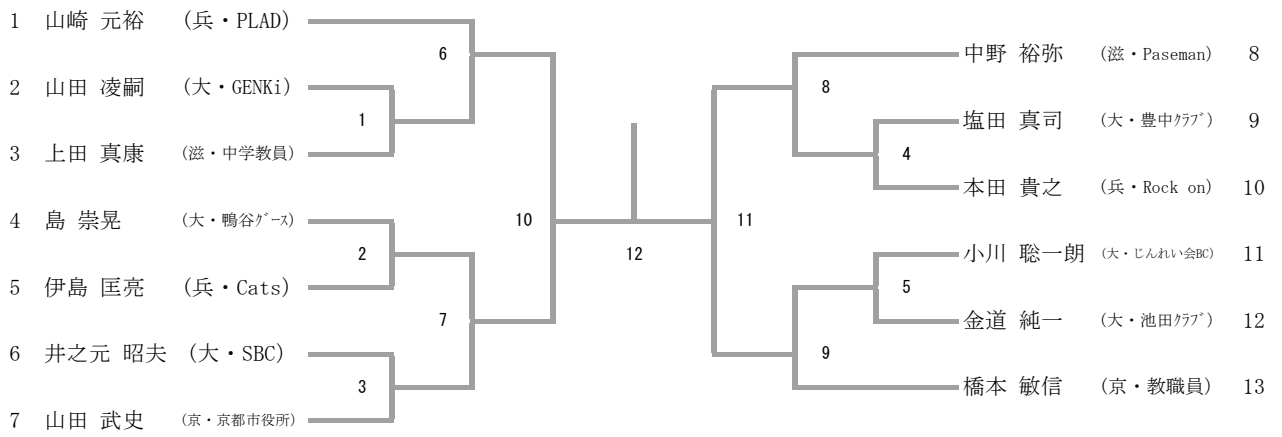 1 山崎 元裕 (兵・PLAD)
6
2 山田 凌嗣 (大・GENKi)
1
3 上田 真康 (滋・中学教員)
4 島 崇晃 (大・鴨谷ｸﾞｰｽ)
10
2
5 伊島 匡亮 (兵・Cats)
7
6 井之元 昭夫 (大・SBC)
3
7 山田 武史 (京・京都市役所)
12
中野 裕弥 (滋・Paseman) 8
8
塩田 真司 (大・豊中ｸﾗﾌﾞ) 9
4
本田 貴之 (兵・Rock on) 10
11
小川 聡一朗 (大・じんれい会BC) 11
5
金道 純一 (大・池田ｸﾗﾌﾞ) 12
9
橋本 敏信 (京・教職員) 13